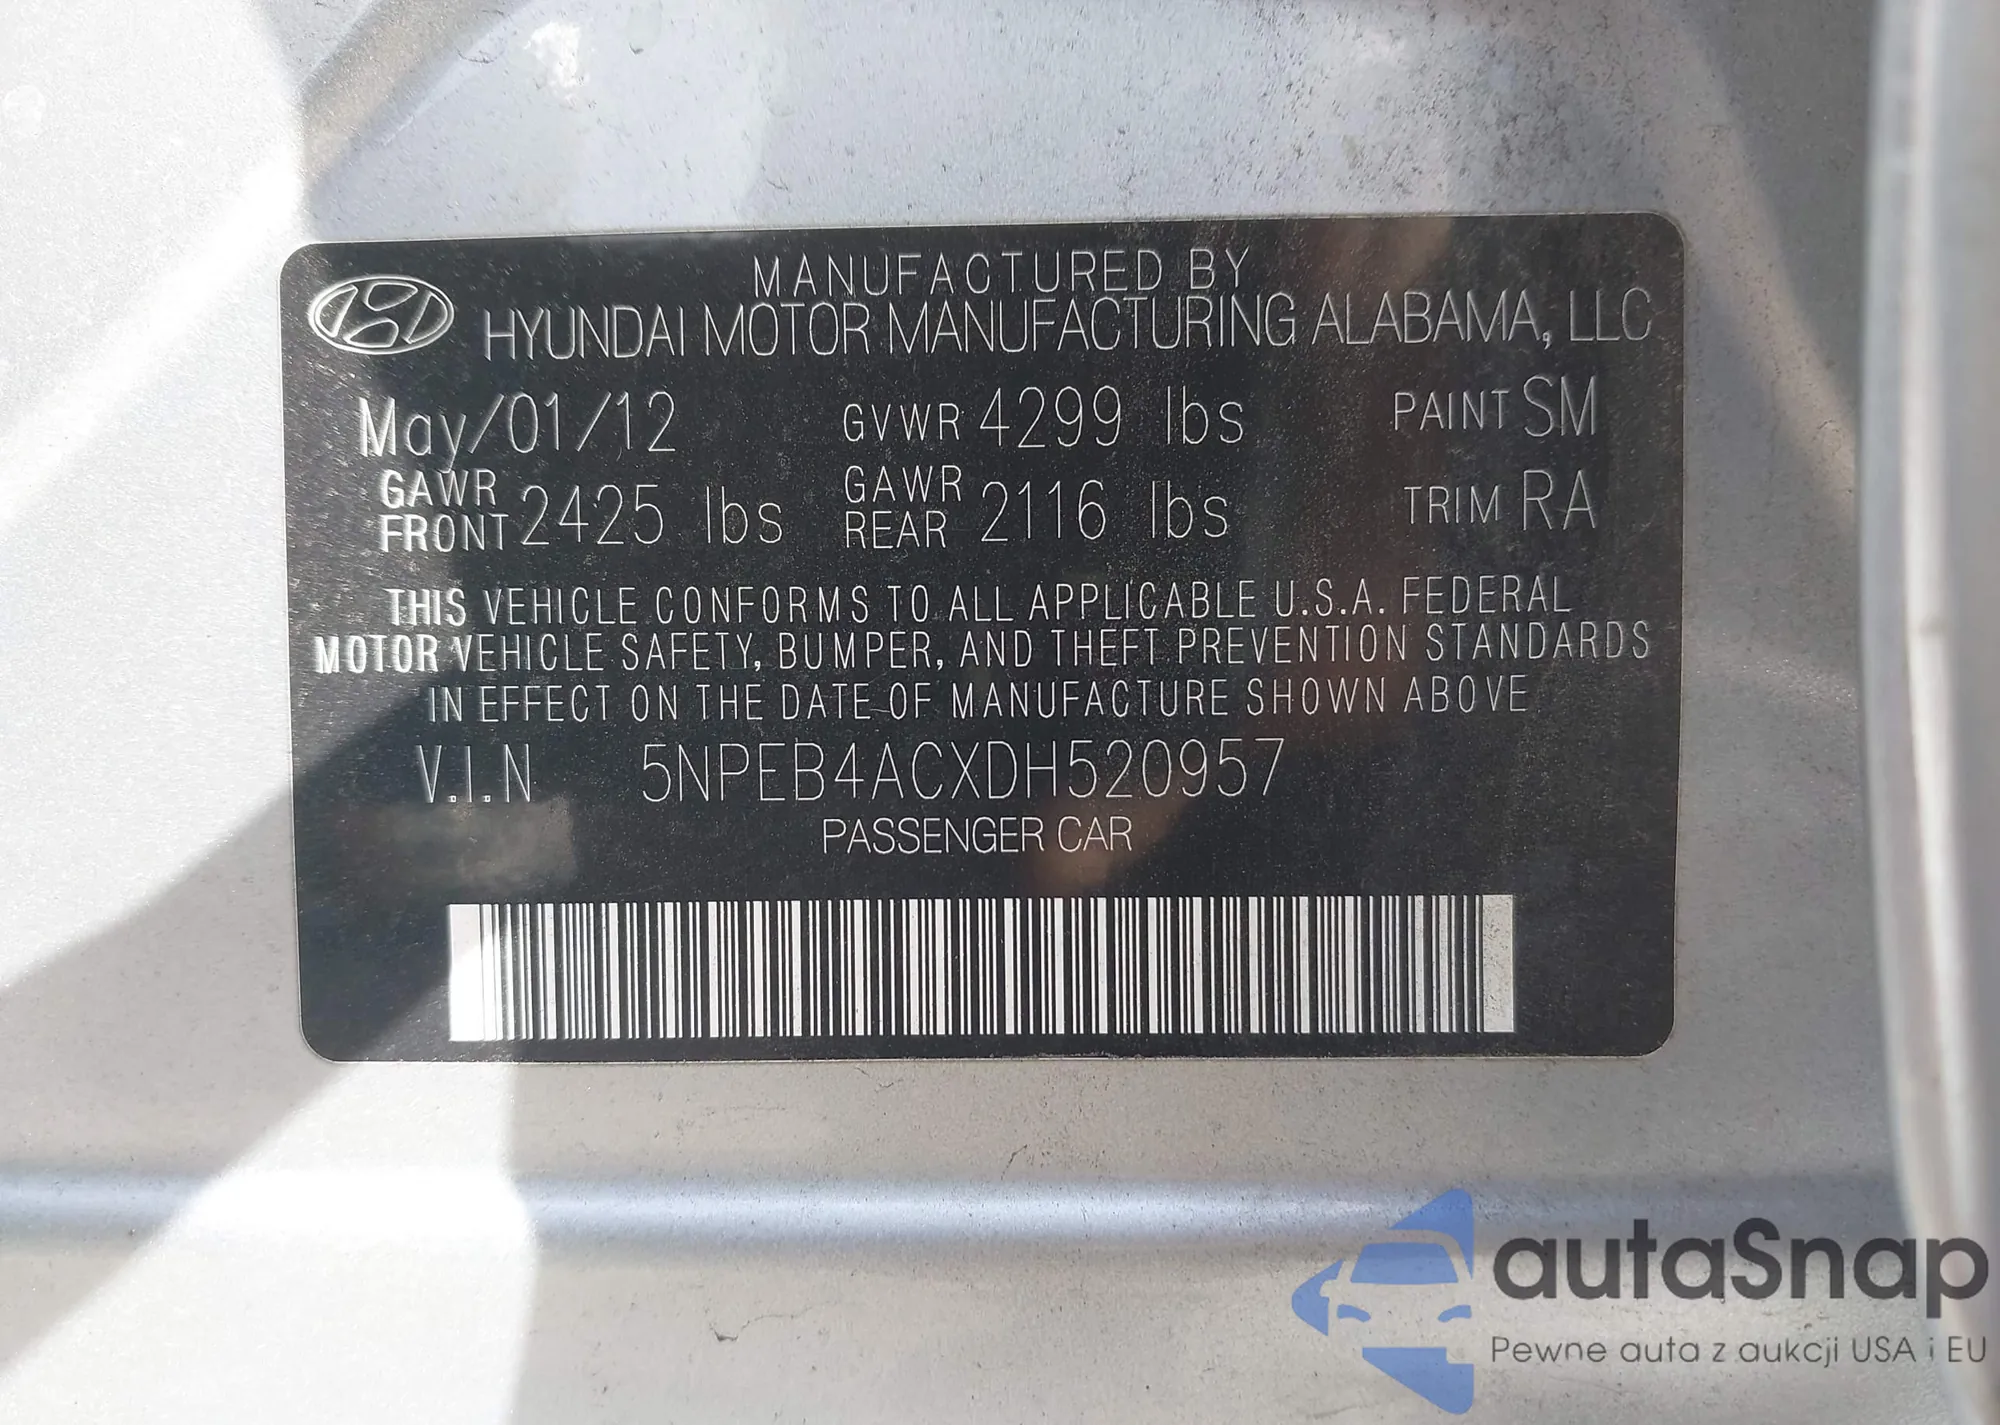 MANUFACTURED BY
HYUNDAI MOTOR MANUFACTURING ALABAMA, LLC
May/01/12 GVWR 4299 lbs PAINT SM
GAWR FRONT 2425 lbs GAWR REAR 2116 lbs TRIM RA
THIS VEHICLE CONFORMS TO ALL APPLICABLE U.S.A. FEDERAL
MOTOR VEHICLE SAFETY, BUMPER, AND THEFT PREVENTION STANDARDS
IN EFFECT ON THE DATE OF MANUFACTURE SHOWN ABOVE
V.I.N 5NPEB4ACXDH520957
PASSENGER CAR
autaSnap
Pewne auta z aukcji USA i EU